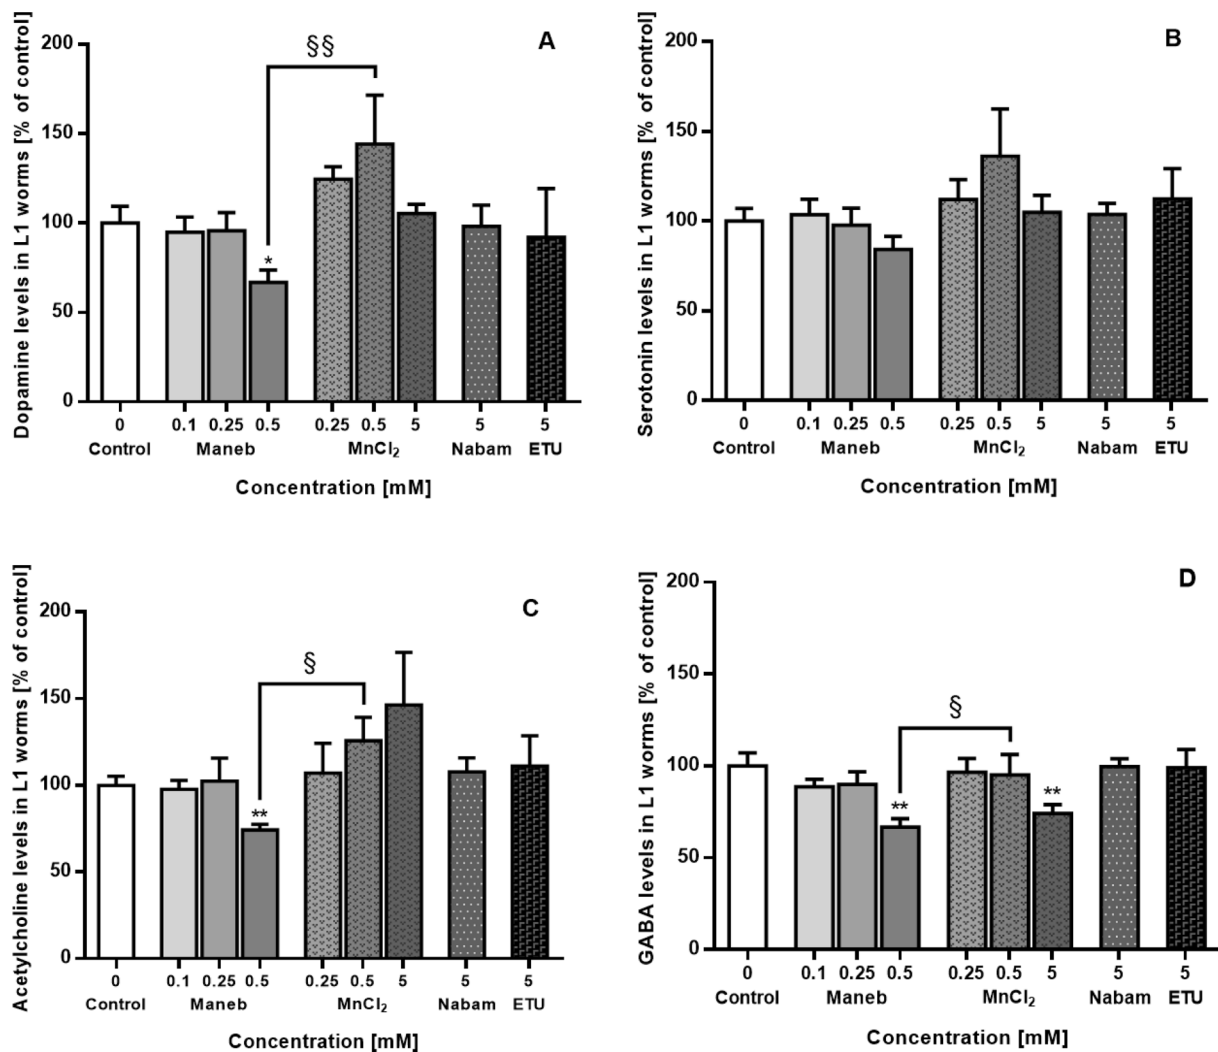 A
Dopamine levels in L1 worms [% of control]
200
150
100
50
0
§§
*
0 0.1 0.25 0.5 0.25 0.5 5 5 5
Control Maneb MnCl₂ Nabam ETU
Concentration [mM]
B
Serotonin levels in L1 worms [% of control]
200
150
100
50
0
0 0.1 0.25 0.5 0.25 0.5 5 5 5
Control Maneb MnCl₂ Nabam ETU
Concentration [mM]
C
Acetylcholine levels in L1 worms [% of control]
200
150
100
50
0
§
**
0 0.1 0.25 0.5 0.25 0.5 5 5 5
Control Maneb MnCl₂ Nabam ETU
Concentration [mM]
D
GABA levels in L1 worms [% of control]
200
150
100
50
0
§
** **
0 0.1 0.25 0.5 0.25 0.5 5 5 5
Control Maneb MnCl₂ Nabam ETU
Concentration [mM]